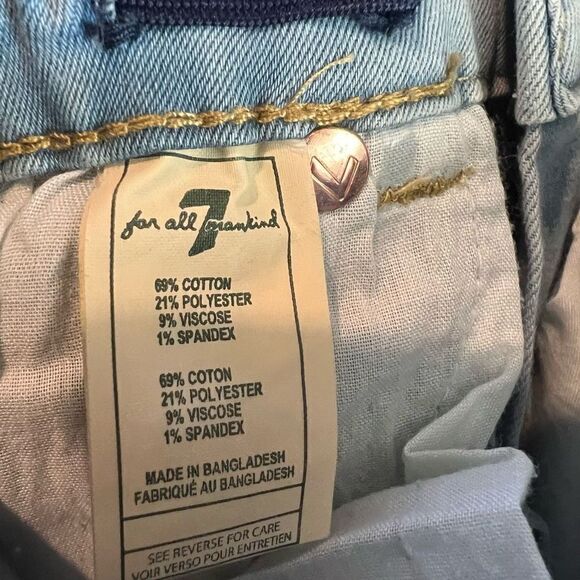 for all 7 mankind
69% COTTON
21% POLYESTER
9% VISCOSE
1% SPANDEX
69% COTON
21% POLYESTER
9% VISCOSE
1% SPANDEX
MADE IN BANGLADESH
FABRIQUÉ AU BANGLADESH
SEE REVERSE FOR CARE
VOIR VERSO POUR ENTRETIEN